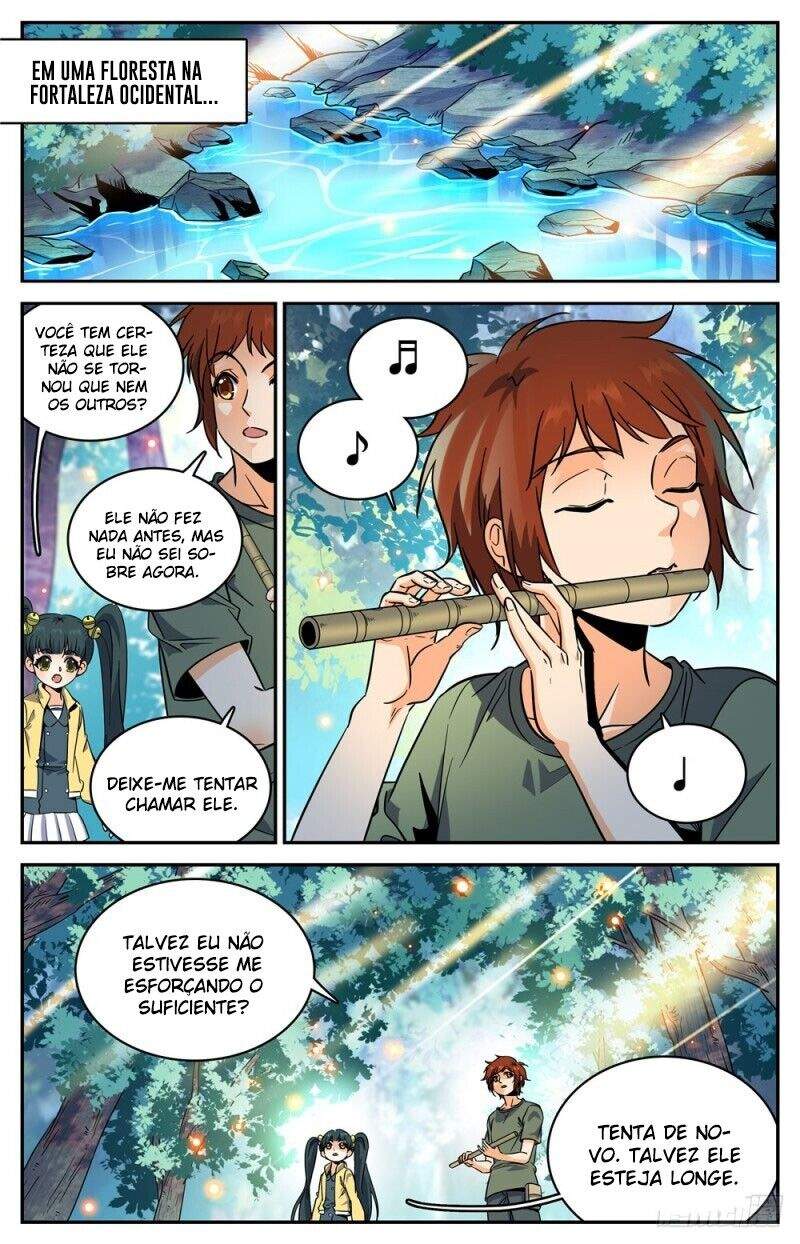 EM UMA FLORESTA NA
FORTALEZA OCIDENTAL...
VOCÊ TEM CER-
TEZA QUE ELE
NÃO SE TOR-
NOU QUE NEM
OS OUTROS?
ELE NÃO FEZ
NADA ANTES, MAS
EU NÃO SEI SO-
BRE AGORA.
DEIXE-ME TENTAR
CHAMAR ELE.
TALVEZ EU NÃO
ESTIVESSE ME
ESFORÇANDO O
SUFICIENTE?
TENTA DE NO-
VO. TALVEZ ELE
ESTEJA LONGE.